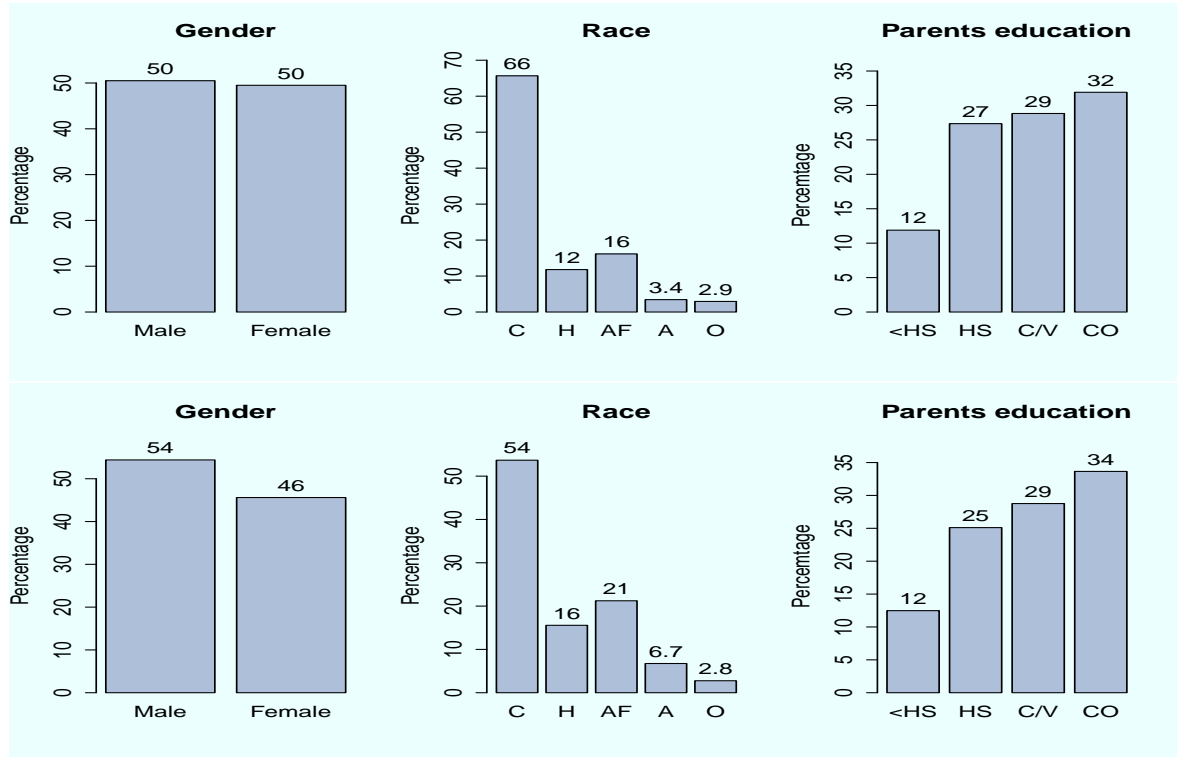 Gender
Percentage
0 10 20 30 40 50
50 50
Male Female
Race
Percentage
0 10 20 30 40 50 60 70
66 12 16 3.4 2.9
C H AF A O
Parents education
Percemtage
0 5 10 15 20 25 30 35
12 27 29 32
<HS HS C/V CO
Gender
Percentage
0 10 20 30 40 50
54 46
Male Female
Race
Percentage
0 10 20 30 40 50
54 16 21 6.7 2.8
C H AF A O
Parents education
Percemtage
0 5 10 15 20 25 30 35
12 25 29 34
<HS HS C/V CO